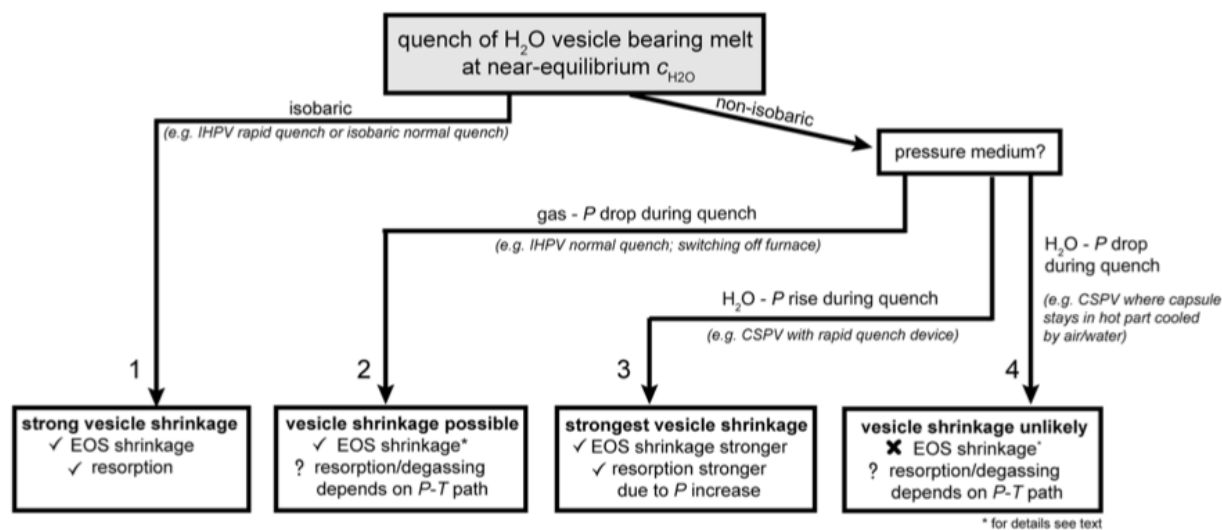 quench of H₂O vesicle bearing melt
at near-equilibrium c_H2O
isobaric
(e.g. IHPV rapid quench or isobaric normal quench)
non-isobaric
pressure medium?
gas - P drop during quench
(e.g. IHPV normal quench; switching off furnace)
H₂O - P rise during quench
(e.g. CSPV with rapid quench device)
H₂O - P drop
during quench
(e.g. CSPV where capsule
stays in hot part cooled
by air/water)
1
strong vesicle shrinkage
✓ EOS shrinkage
✓ resorption
2
vesicle shrinkage possible
✓ EOS shrinkage*
? resorption/degassing
depends on P-T path
3
strongest vesicle shrinkage
✓ EOS shrinkage stronger
✓ resorption stronger
due to P increase
4
vesicle shrinkage unlikely
✖ EOS shrinkage*
? resorption/degassing
depends on P-T path
* for details see text